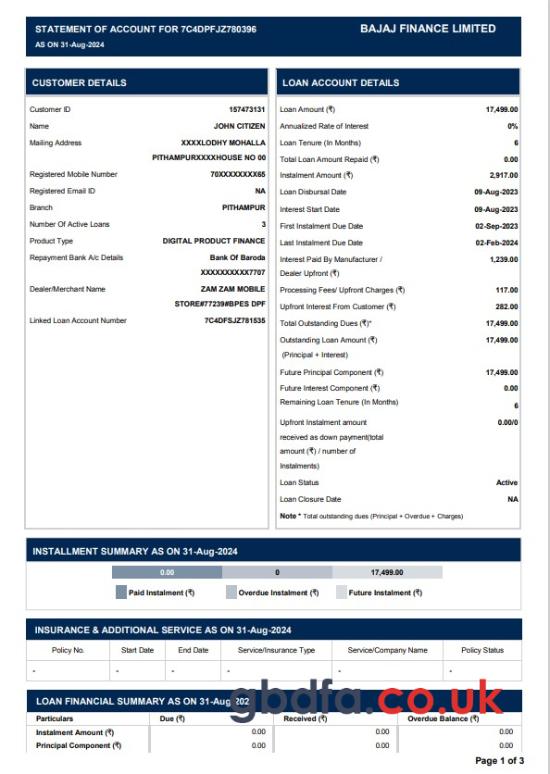 STATEMENT OF ACCOUNT FOR 7C4DPFJZ780396
BAJAJ FINANCE LIMITED
AS ON 31-Aug-2024
CUSTOMER DETAILS
Customer ID 157473131
Name JOHN CITIZEN
Mailing Address XXXXLODHY MOHALLA
PITHAMPURXXXXHOUSE NO 00
Registered Mobile Number 70XXXXXXXX65
Registered Email ID NA
Branch PITHAMPUR
Number Of Active Loans 3
Product Type DIGITAL PRODUCT FINANCE
Repayment Bank A/c Details Bank Of Baroda
XXXXXXXXXX7707
Dealer/Merchant Name ZAM ZAM MOBILE
STORE#77239#BPES DPF
Linked Loan Account Number 7C4DFSJZ781535
LOAN ACCOUNT DETAILS
Loan Amount (₹) 17,499.00
Annualized Rate of Interest 0%
Loan Tenure (In Months) 6
Total Loan Amount Repaid (₹) 0.00
Instalment Amount (₹) 2,917.00
Loan Disbursal Date 09-Aug-2023
Interest Start Date 09-Aug-2023
First Instalment Due Date 02-Sep-2023
Last Instalment Due Date 02-Feb-2024
Interest Paid By Manufacturer / 1,239.00
Dealer Upfront (₹)
Processing Fees/ Upfront Charges (₹) 117.00
Upfront Interest From Customer (₹) 282.00
Total Outstanding Dues (₹)* 17,499.00
Outstanding Loan Amount (₹) 17,499.00
(Principal + Interest)
Future Principal Component (₹) 17,499.00
Future Interest Component (₹) 0.00
Remaining Loan Tenure (In Months) 6
Upfront Instalment amount 0.00/0
received as down payment(total
amount (₹) / number of
Instalments)
Loan Status Active
Loan Closure Date NA
Note * Total outstanding dues (Principal + Overdue + Charges)
INSTALLMENT SUMMARY AS ON 31-Aug-2024
0.00 0 17,499.00
Paid Instalment (₹) Overdue Instalment (₹) Future Instalment (₹)
INSURANCE & ADDITIONAL SERVICE AS ON 31-Aug-2024
Policy No. Start Date End Date Service/Insurance Type Service/Company Name Policy Status
- - - - - -
LOAN FINANCIAL SUMMARY AS ON 31-Aug-202
gbdfa.co.uk
Particulars Due (₹) Received (₹) Overdue Balance (₹)
Instalment Amount (₹) 0.00 0.00 0.00
Principal Component (₹) 0.00 0.00 0.00
Page 1 of 3